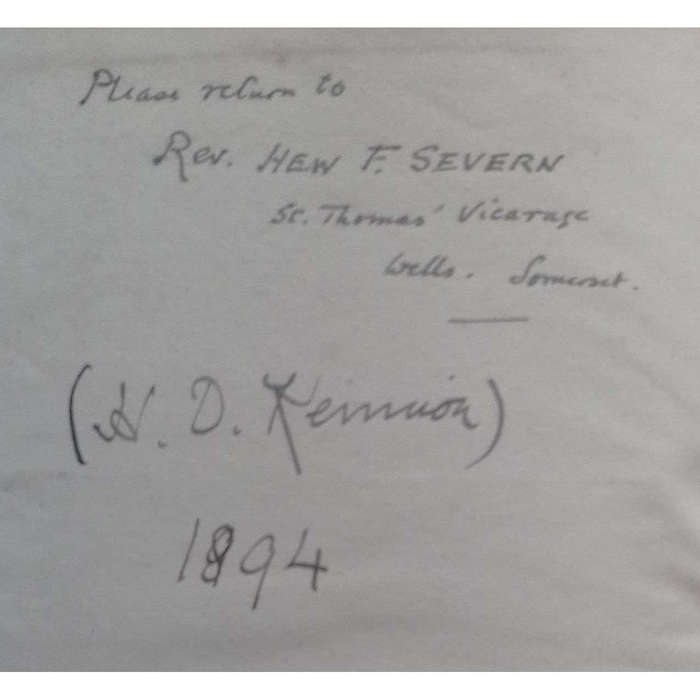 Please return to
Rev. HEW F. SEVERN
St. Thomas' Vicarage
Wells. Somerset.
(H. D. Kennion)
1894